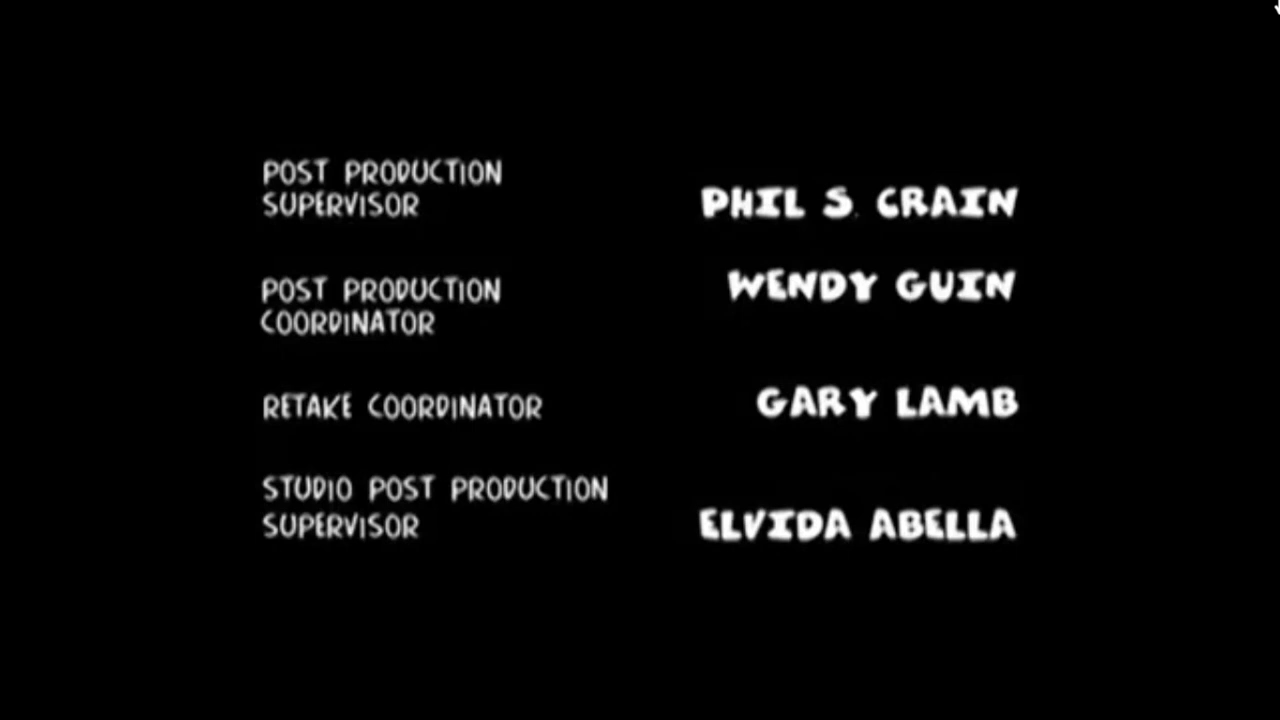 POST PRODUCTION
SUPERVISOR
PHIL S. CRAIN
POST PRODUCTION
COORDINATOR
WENDY GUIN
RETAKE COORDINATOR
GARY LAMB
STUDIO POST PRODUCTION
SUPERVISOR
ELVIDA ABELLA